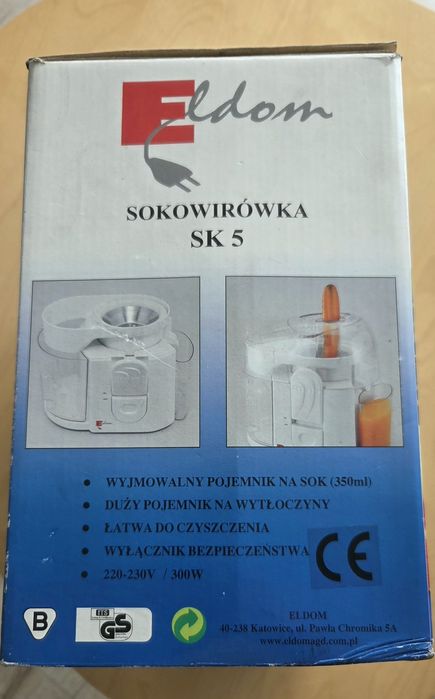 Eldom
SOKOWIRÓWKA
SK 5
• WYJMOWALNY POJEMNIK NA SOK (350ml)
• DUŻY POJEMNIK NA WYTŁOCZYNY
• ŁATWA DO CZYSZCZENIA
• WYŁĄCZNIK BEZPIECZEŃSTWA
• 220-230V / 300W
CE
B
GS
ELDOM
40-238 Katowice, ul. Pawła Chromika 5A
www.eldomagd.com.pl